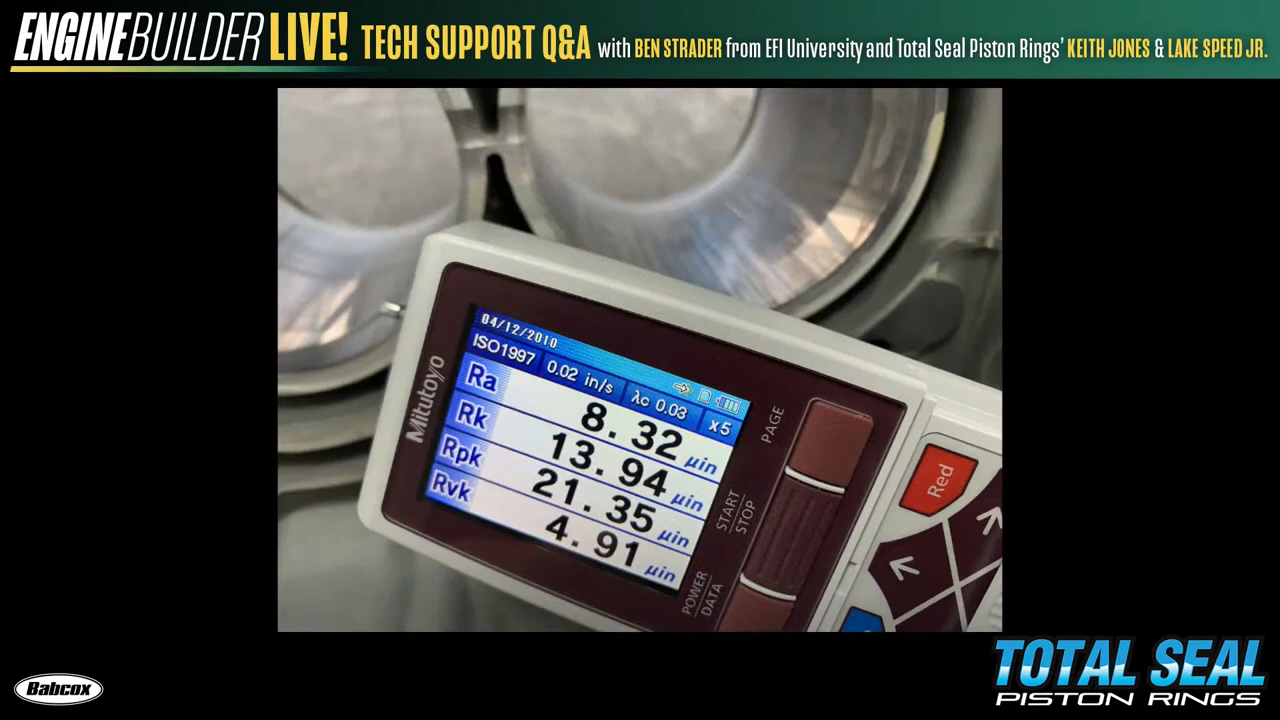 ENGINEBUILDER LIVE! TECH SUPPORT Q&A with BEN STRADER from EFI University and Total Seal Piston Rings' KEITH JONES & LAKE SPEED JR.
04/12/2010
ISO1997 0.02 in/s λc 0.03 x5
Ra 8.32 µin
Rk 13.94 µin
Rpk 21.35 µin
Rvk 4.91 µin
Mitutoyo
PAGE
START
STOP
POWER
DATA
Red
Babcox
TOTAL SEAL
PISTON RINGS